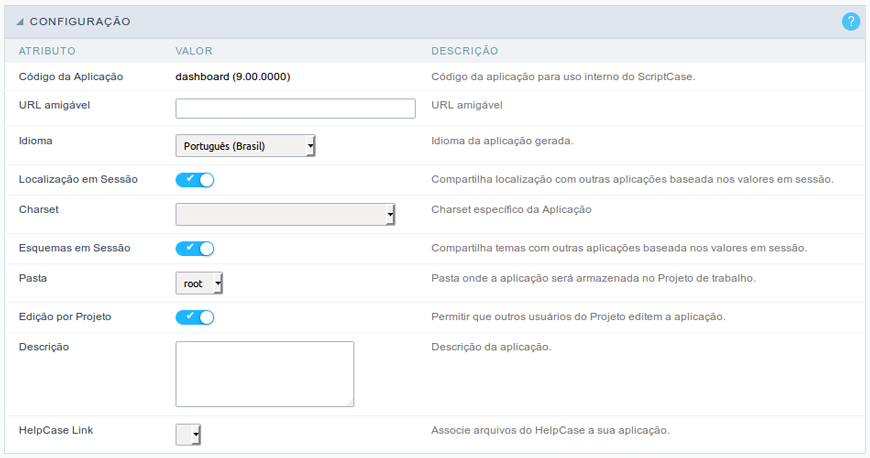 CONFIGURAÇÃO
?
ATRIBUTO VALOR DESCRIÇÃO
Código da Aplicação dashboard (9.00.0000) Código da aplicação para uso interno do ScriptCase.
URL amigável URL amigável
Idioma Português (Brasil) Idioma da aplicação gerada.
Localização em Sessão Compartilha localização com outras aplicações baseada nos valores em sessão.
Charset Charset específico da Aplicação
Esquemas em Sessão Compartilha temas com outras aplicações baseada nos valores em sessão.
Pasta root Pasta onde a aplicação será armazenada no Projeto de trabalho.
Edição por Projeto Permitir que outros usuários do Projeto editem a aplicação.
Descrição Descrição da aplicação.
HelpCase Link Associe arquivos do HelpCase a sua aplicação.